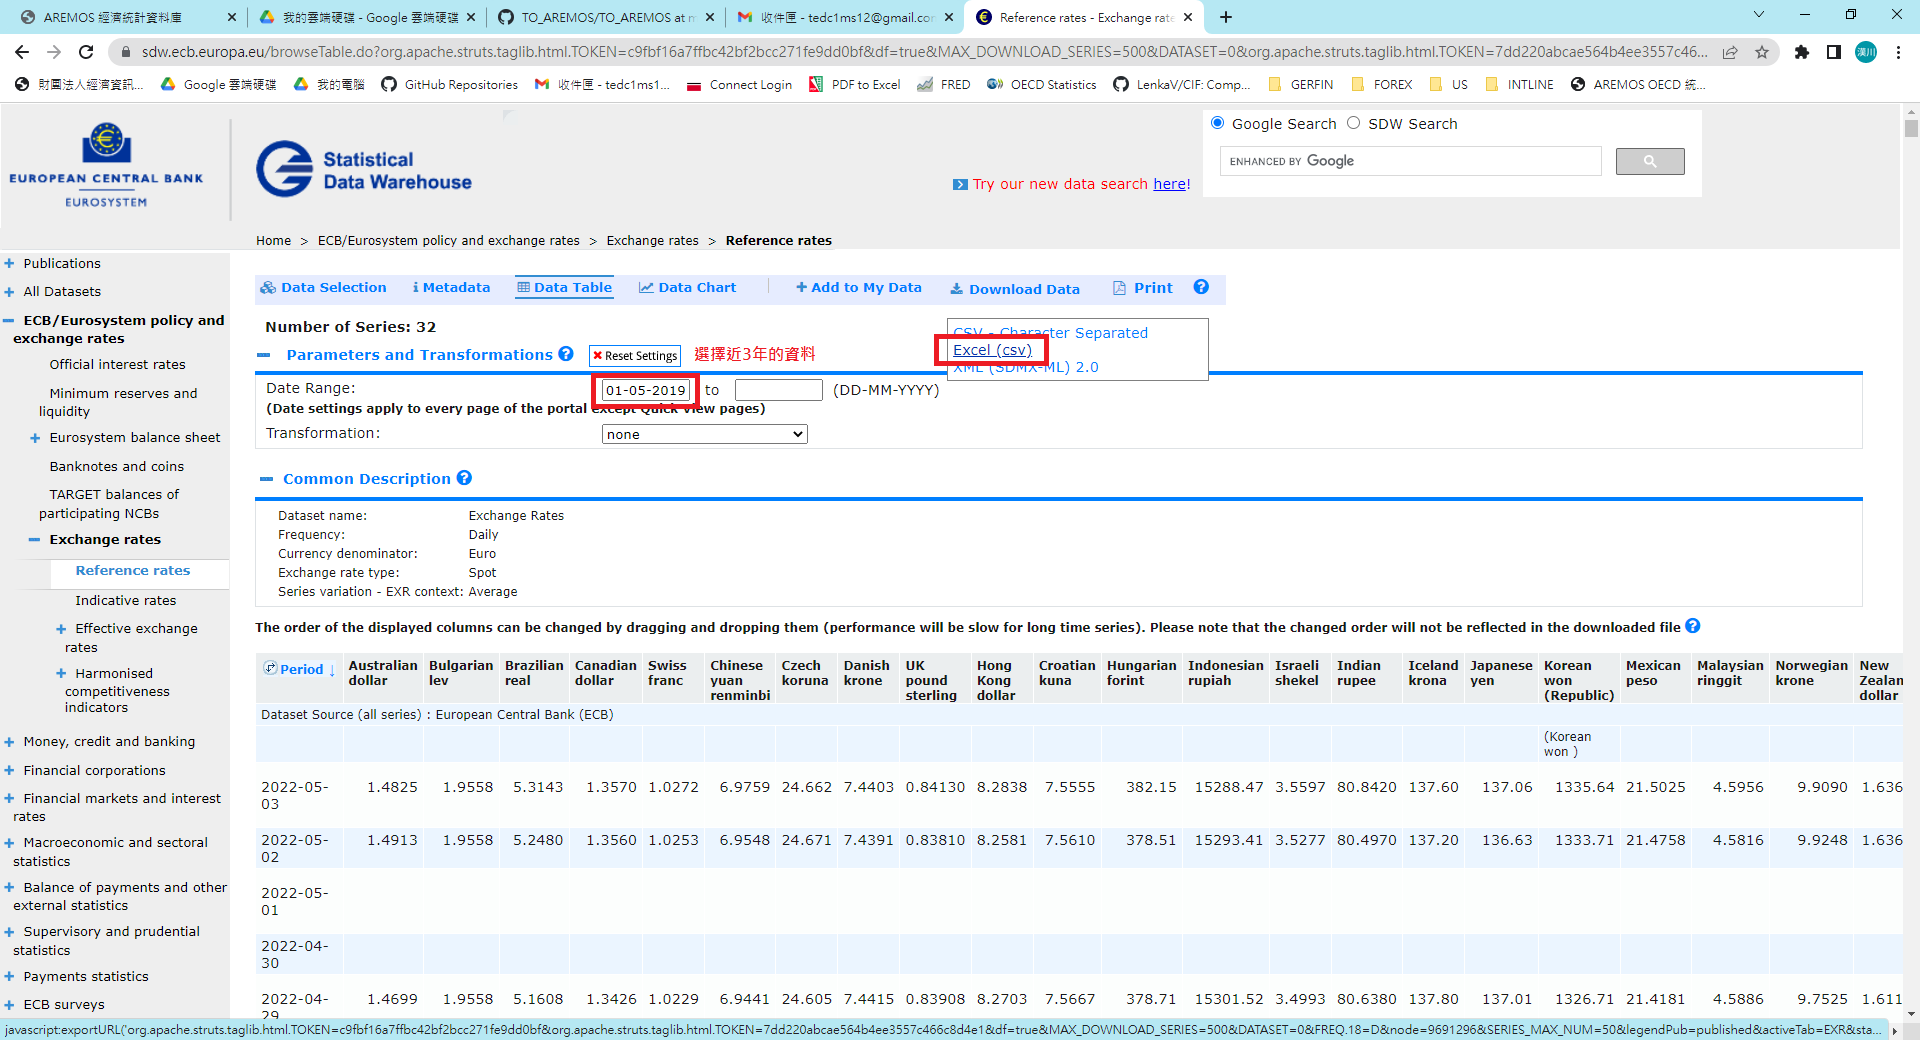 AREMOS 經濟統計資料庫
我的雲端硬碟 - Google 雲端硬碟
TO_AREMOS/TO_AREMOS at m
收件匣 - tedc1ms12@gmail.com
Reference rates - Exchange rate
sdw.ecb.europa.eu/browseTable.do?org.apache.struts.taglib.html.TOKEN=c9fbf16a7ffbc42bf2bcc271fe9dd0bf&df=true&MAX_DOWNLOAD_SERIES=500&DATASET=0&org.apache.struts.taglib.html.TOKEN=7dd220abcae564b4ee3557c46...
漢川
財團法人經濟資訊...
Google 雲端硬碟
我的電腦
GitHub Repositories
收件匣 - tedc1ms1...
Connect Login
PDF to Excel
FRED
OECD Statistics
LenkaV/CIF: Comp...
GERFIN
FOREX
US
INTLINE
AREMOS OECD 統...
EUROPEAN CENTRAL BANK
EUROSYSTEM
Statistical
Data Warehouse
Try our new data search here!
Google Search
SDW Search
ENHANCED BY Google
Home > ECB/Eurosystem policy and exchange rates > Exchange rates > Reference rates
Publications
All Datasets
ECB/Eurosystem policy and
exchange rates
Official interest rates
Minimum reserves and
liquidity
Eurosystem balance sheet
Banknotes and coins
TARGET balances of
participating NCBs
Exchange rates
Reference rates
Indicative rates
Effective exchange
rates
Harmonised
competitiveness
indicators
Money, credit and banking
Financial corporations
Financial markets and interest
rates
Macroeconomic and sectoral
statistics
Balance of payments and other
external statistics
Supervisory and prudential
statistics
Payments statistics
ECB surveys
Data Selection
Metadata
Data Table
Data Chart
Add to My Data
Download Data
Print
Number of Series: 32
CSV - Character Separated
Excel (csv)
XML (SDMX-ML) 2.0
Parameters and Transformations
Reset Settings
選擇近3年的資料
Date Range: 01-05-2019 to (DD-MM-YYYY)
(Date settings apply to every page of the portal except Quick View pages)
Transformation: none
Common Description
Dataset name: Exchange Rates
Frequency: Daily
Currency denominator: Euro
Exchange rate type: Spot
Series variation - EXR context: Average
The order of the displayed columns can be changed by dragging and dropping them (performance will be slow for long time series). Please note that the changed order will not be reflected in the downloaded file
Period ↓ Australian dollar Bulgarian lev Brazilian real Canadian dollar Swiss franc Chinese yuan renminbi Czech koruna Danish krone UK pound sterling Hong Kong dollar Croatian kuna Hungarian forint Indonesian rupiah Israeli shekel Indian rupee Iceland krona Japanese yen Korean won (Republic) Mexican peso Malaysian ringgit Norwegian krone New Zealan dollar
Dataset Source (all series) : European Central Bank (ECB)
(Korean won )
2022-05-03 1.4825 1.9558 5.3143 1.3570 1.0272 6.9759 24.662 7.4403 0.84130 8.2838 7.5555 382.15 15288.47 3.5597 80.8420 137.60 137.06 1335.64 21.5025 4.5956 9.9090 1.636
2022-05-02 1.4913 1.9558 5.2480 1.3560 1.0253 6.9548 24.671 7.4391 0.83810 8.2581 7.5610 378.51 15293.41 3.5277 80.4970 137.20 136.63 1333.71 21.4758 4.5816 9.9248 1.636
2022-05-01
2022-04-30
2022-04-29 1.4699 1.9558 5.1608 1.3426 1.0229 6.9441 24.605 7.4415 0.83908 8.2703 7.5667 378.71 15301.52 3.4993 80.6380 137.80 137.01 1326.71 21.4181 4.5886 9.7525 1.611
javascript:exportURL('org.apache.struts.taglib.html.TOKEN=c9fbf16a7ffbc42bf2bcc271fe9dd0bf&org.apache.struts.taglib.html.TOKEN=7dd220abcae564b4ee3557c466c8d4e1&df=true&MAX_DOWNLOAD_SERIES=500&DATASET=0&FREQ.18=D&node=9691296&SERIES_MAX_NUM=50&legendPub=published&activeTab=EXR&sta...